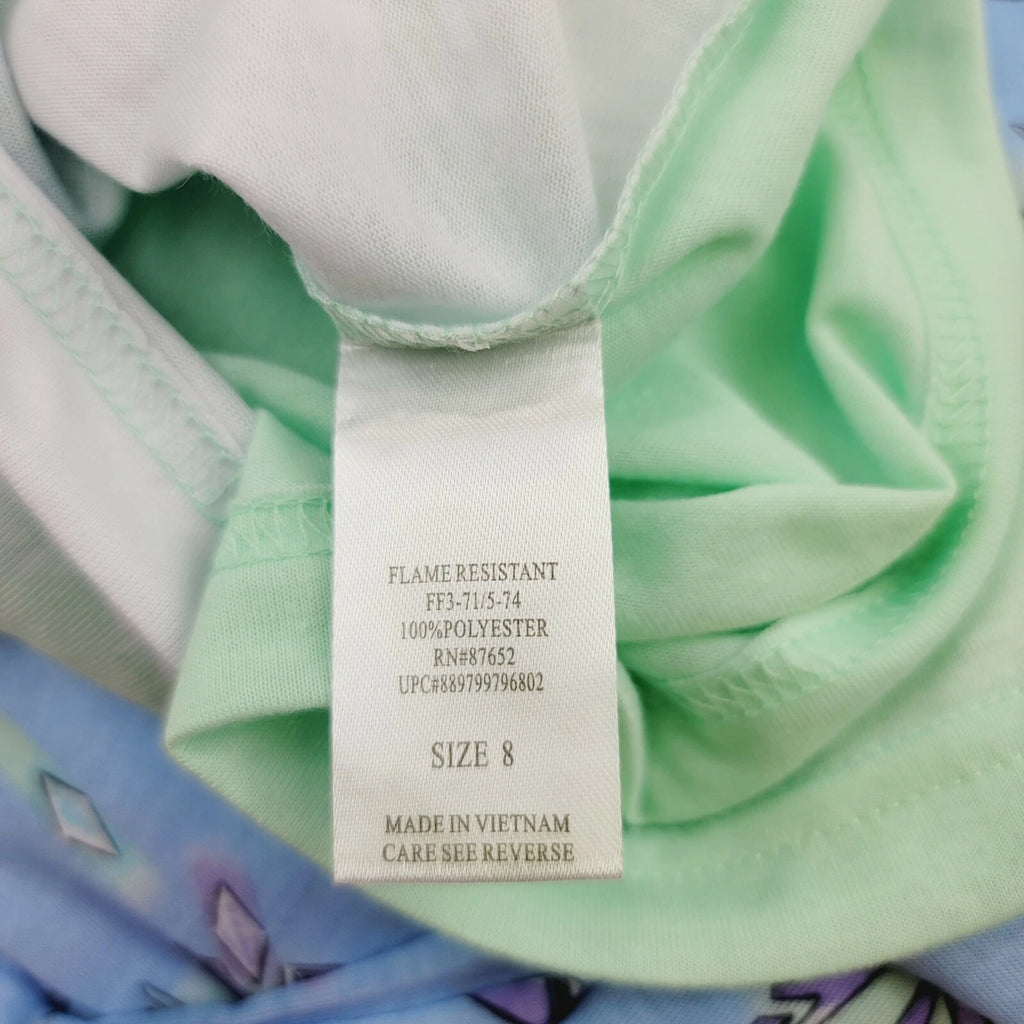 FLAME RESISTANT
FF3-71/5-74
100%POLYESTER
RN#87652
UPC#889799796802
SIZE 8
MADE IN VIETNAM
CARE SEE REVERSE